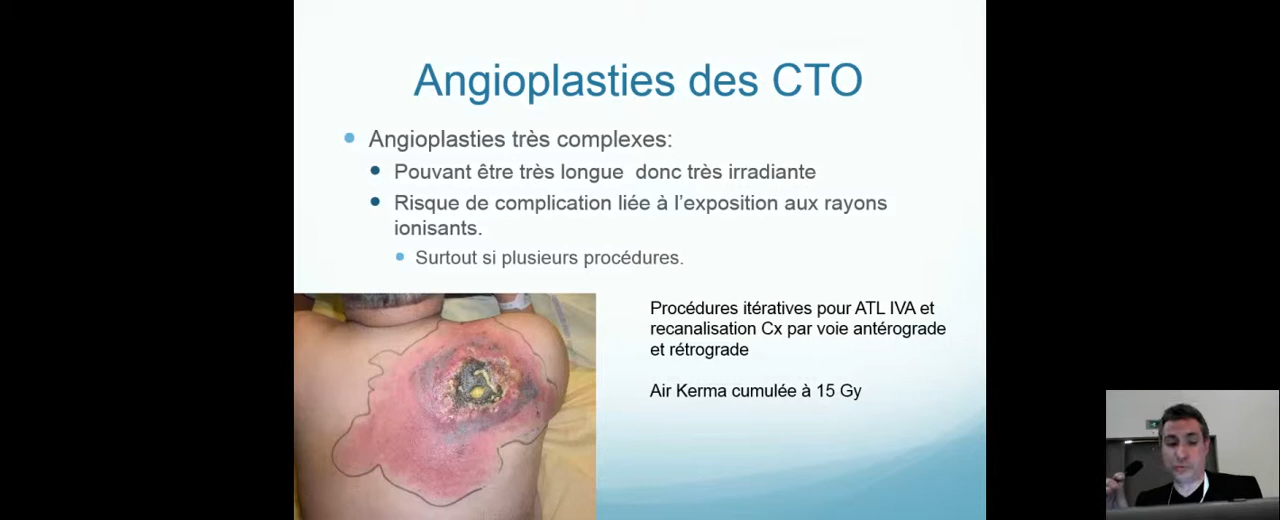 Angioplasties des CTO
Angioplasties très complexes:
Pouvant être très longue  donc très irradiante
Risque de complication liée à l'exposition aux rayons
ionisants.
Surtout si plusieurs procédures.
Procédures itératives pour ATL IVA et
recanalisation Cx par voie antérograde
et rétrograde
Air Kerma cumulée à 15 Gy